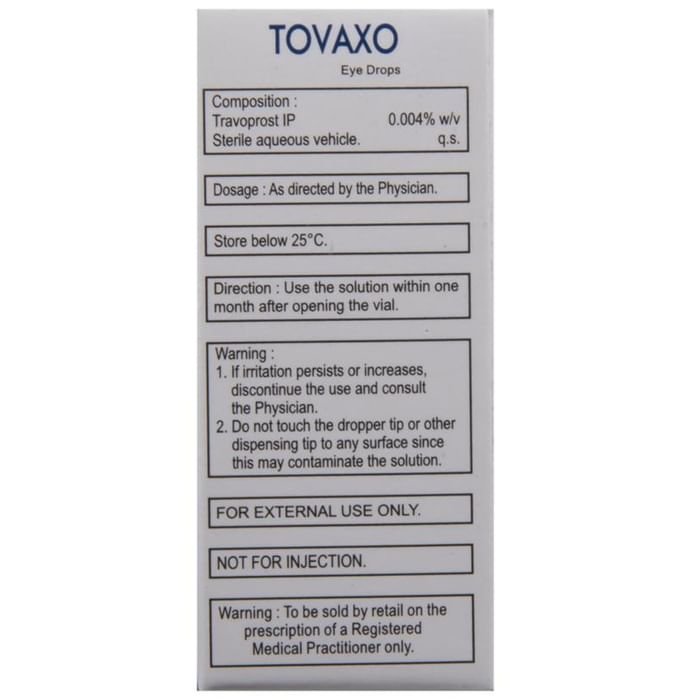 TOVAXO
Eye Drops
Composition :
Travoprost IP 0.004% w/v
Sterile aqueous vehicle. q.s.
Dosage : As directed by the Physician.
Store below 25°C.
Direction : Use the solution within one
month after opening the vial.
Warning :
1. If irritation persists or increases,
discontinue the use and consult
the Physician.
2. Do not touch the dropper tip or other
dispensing tip to any surface since
this may contaminate the solution.
FOR EXTERNAL USE ONLY.
NOT FOR INJECTION.
Warning : To be sold by retail on the
prescription of a Registered
Medical Practitioner only.